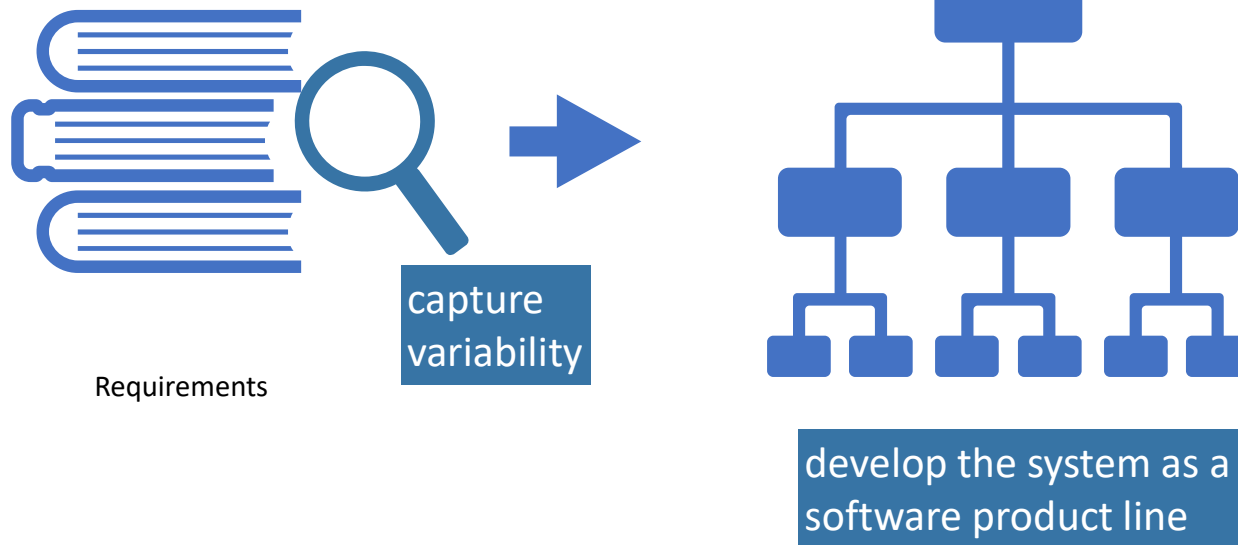 capture
variability
Requirements
develop the system as a
software product line